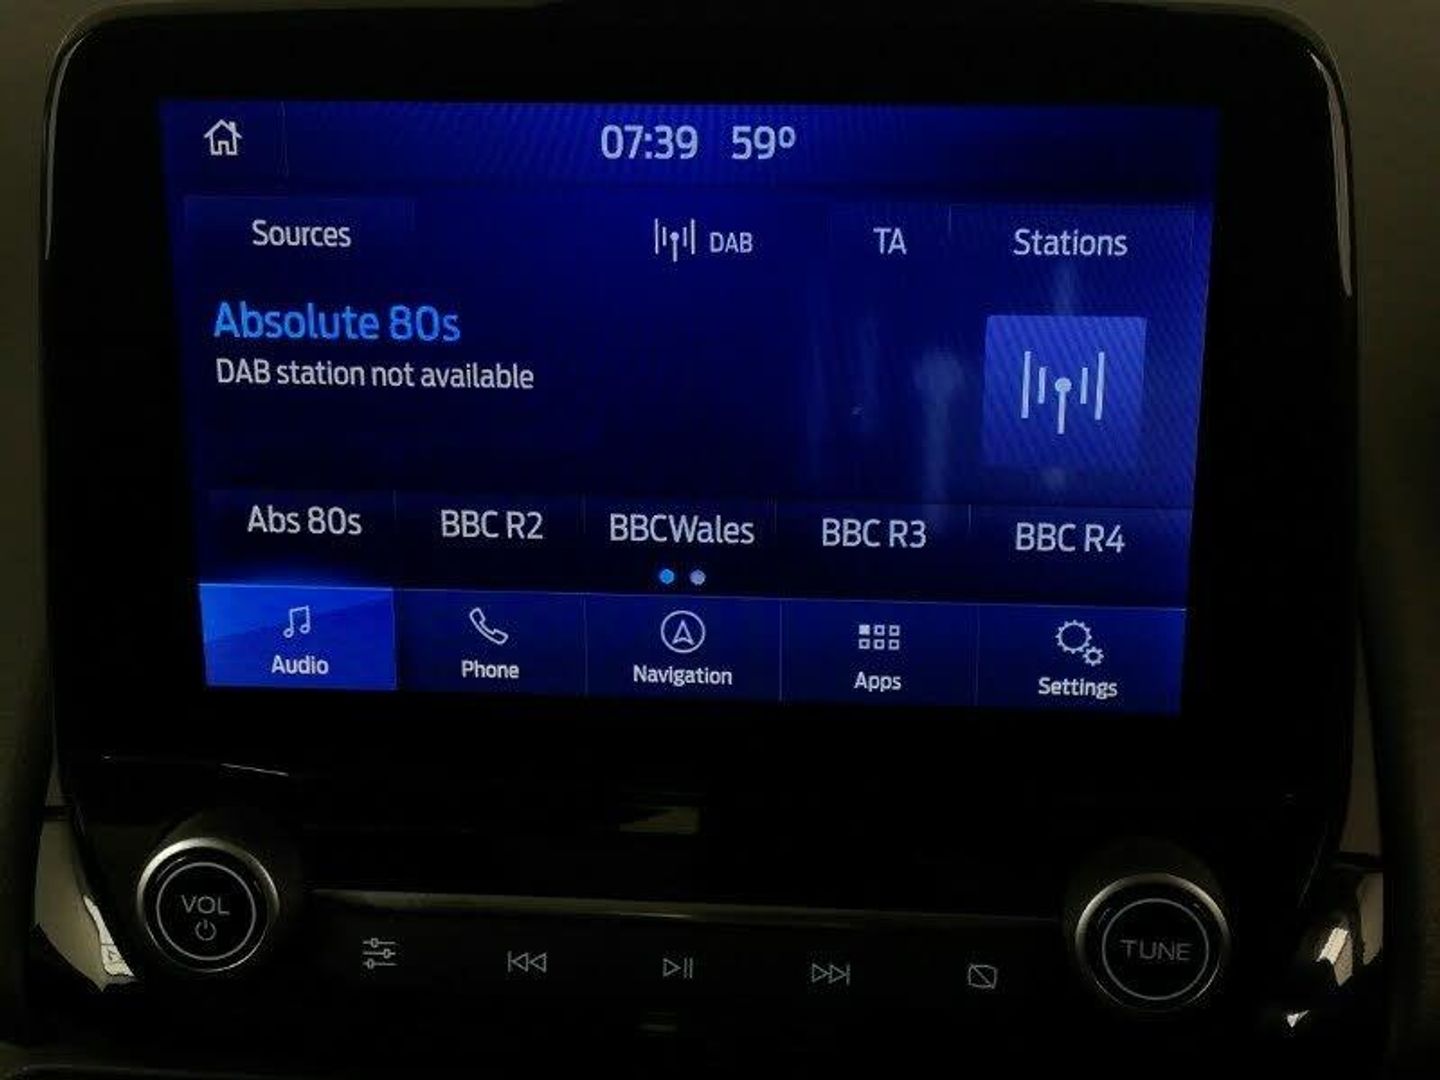 07:39 59º
Sources DAB TA Stations
Absolute 80s
DAB station not available
Abs 80s BBC R2 BBCWales BBC R3 BBC R4
Audio Phone Navigation Apps Settings
VOL
TUNE